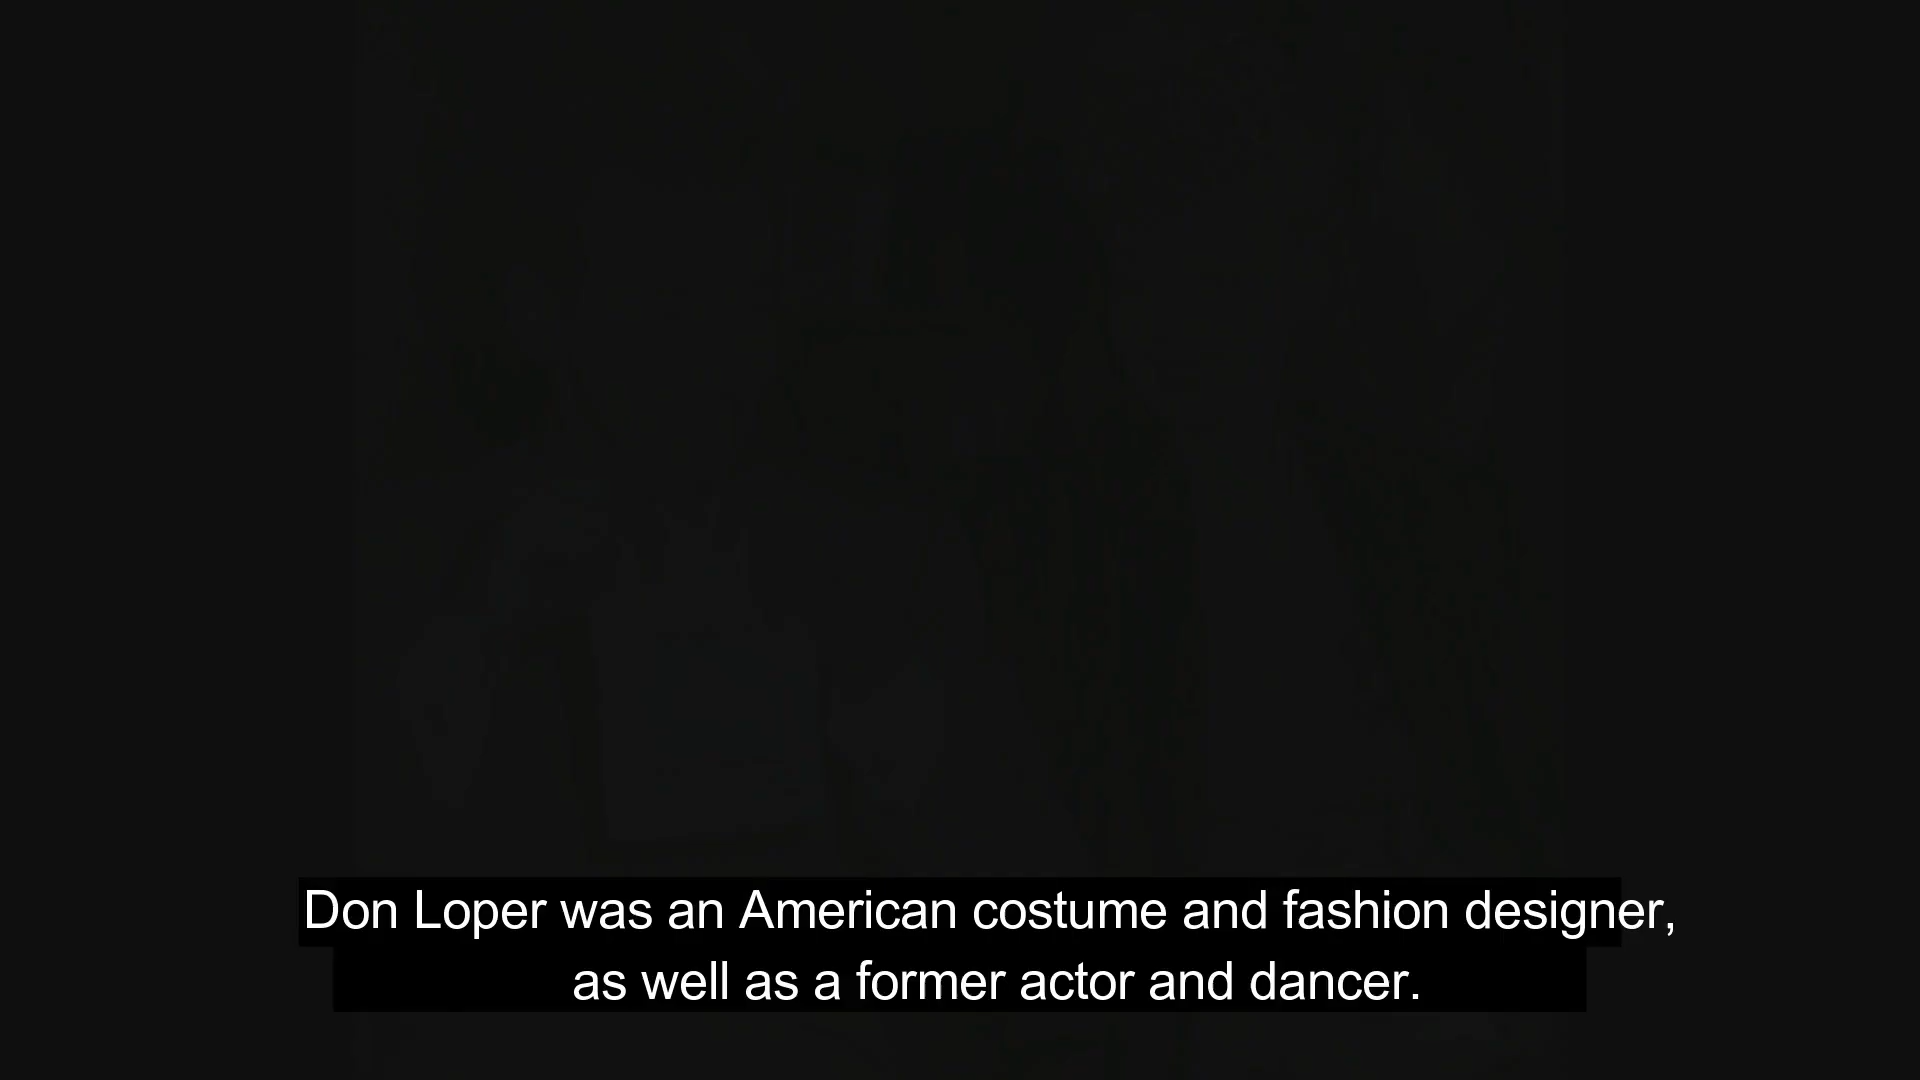 Don Loper was an American costume and fashion designer,
as well as a former actor and dancer.